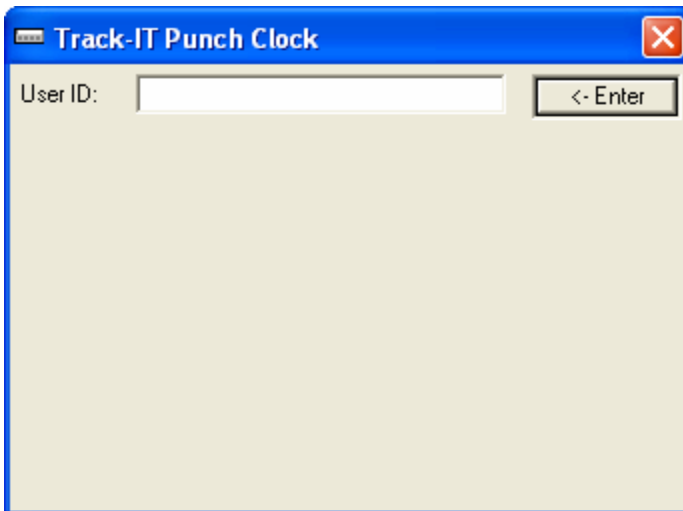 Track-IT Punch Clock
User ID:
<- Enter